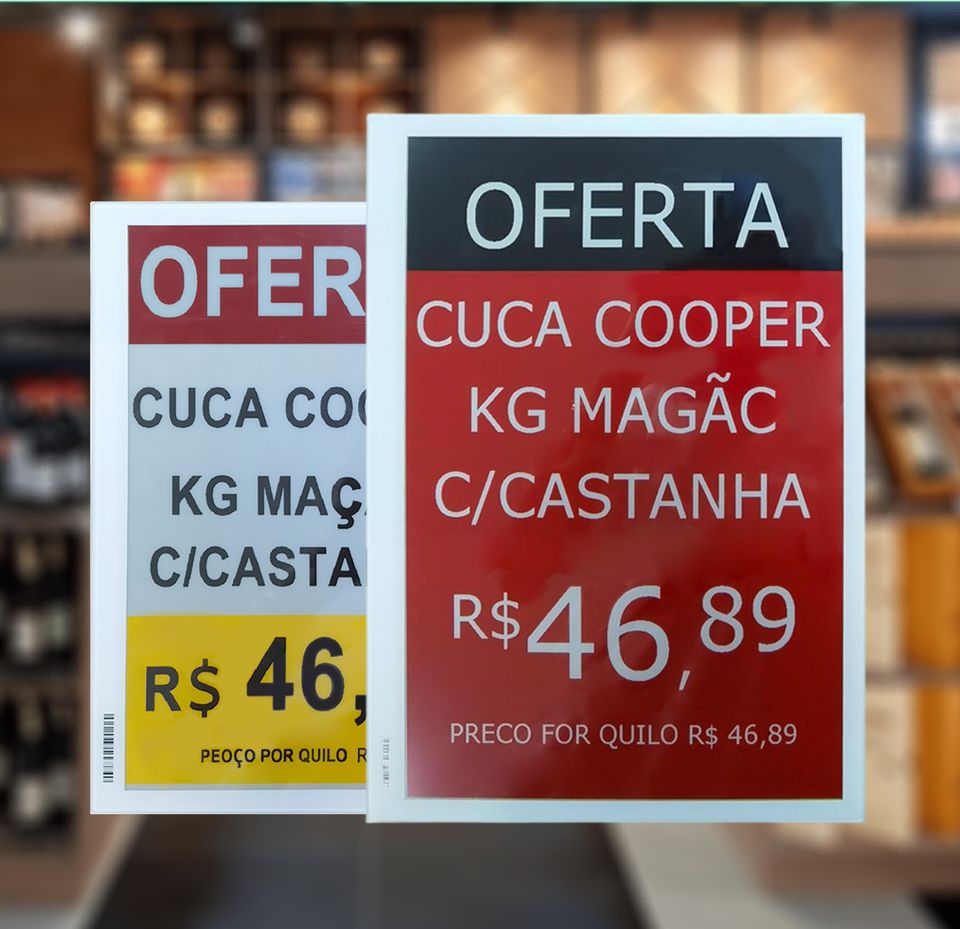 OFER
CUCA COO
KG MAÇ
C/CASTA
R$ 46,
PEOÇO POR QUILO R
OFERTA
CUCA COOPER
KG MAGÃC
C/CASTANHA
R$46,89
PRECO FOR QUILO R$ 46,89